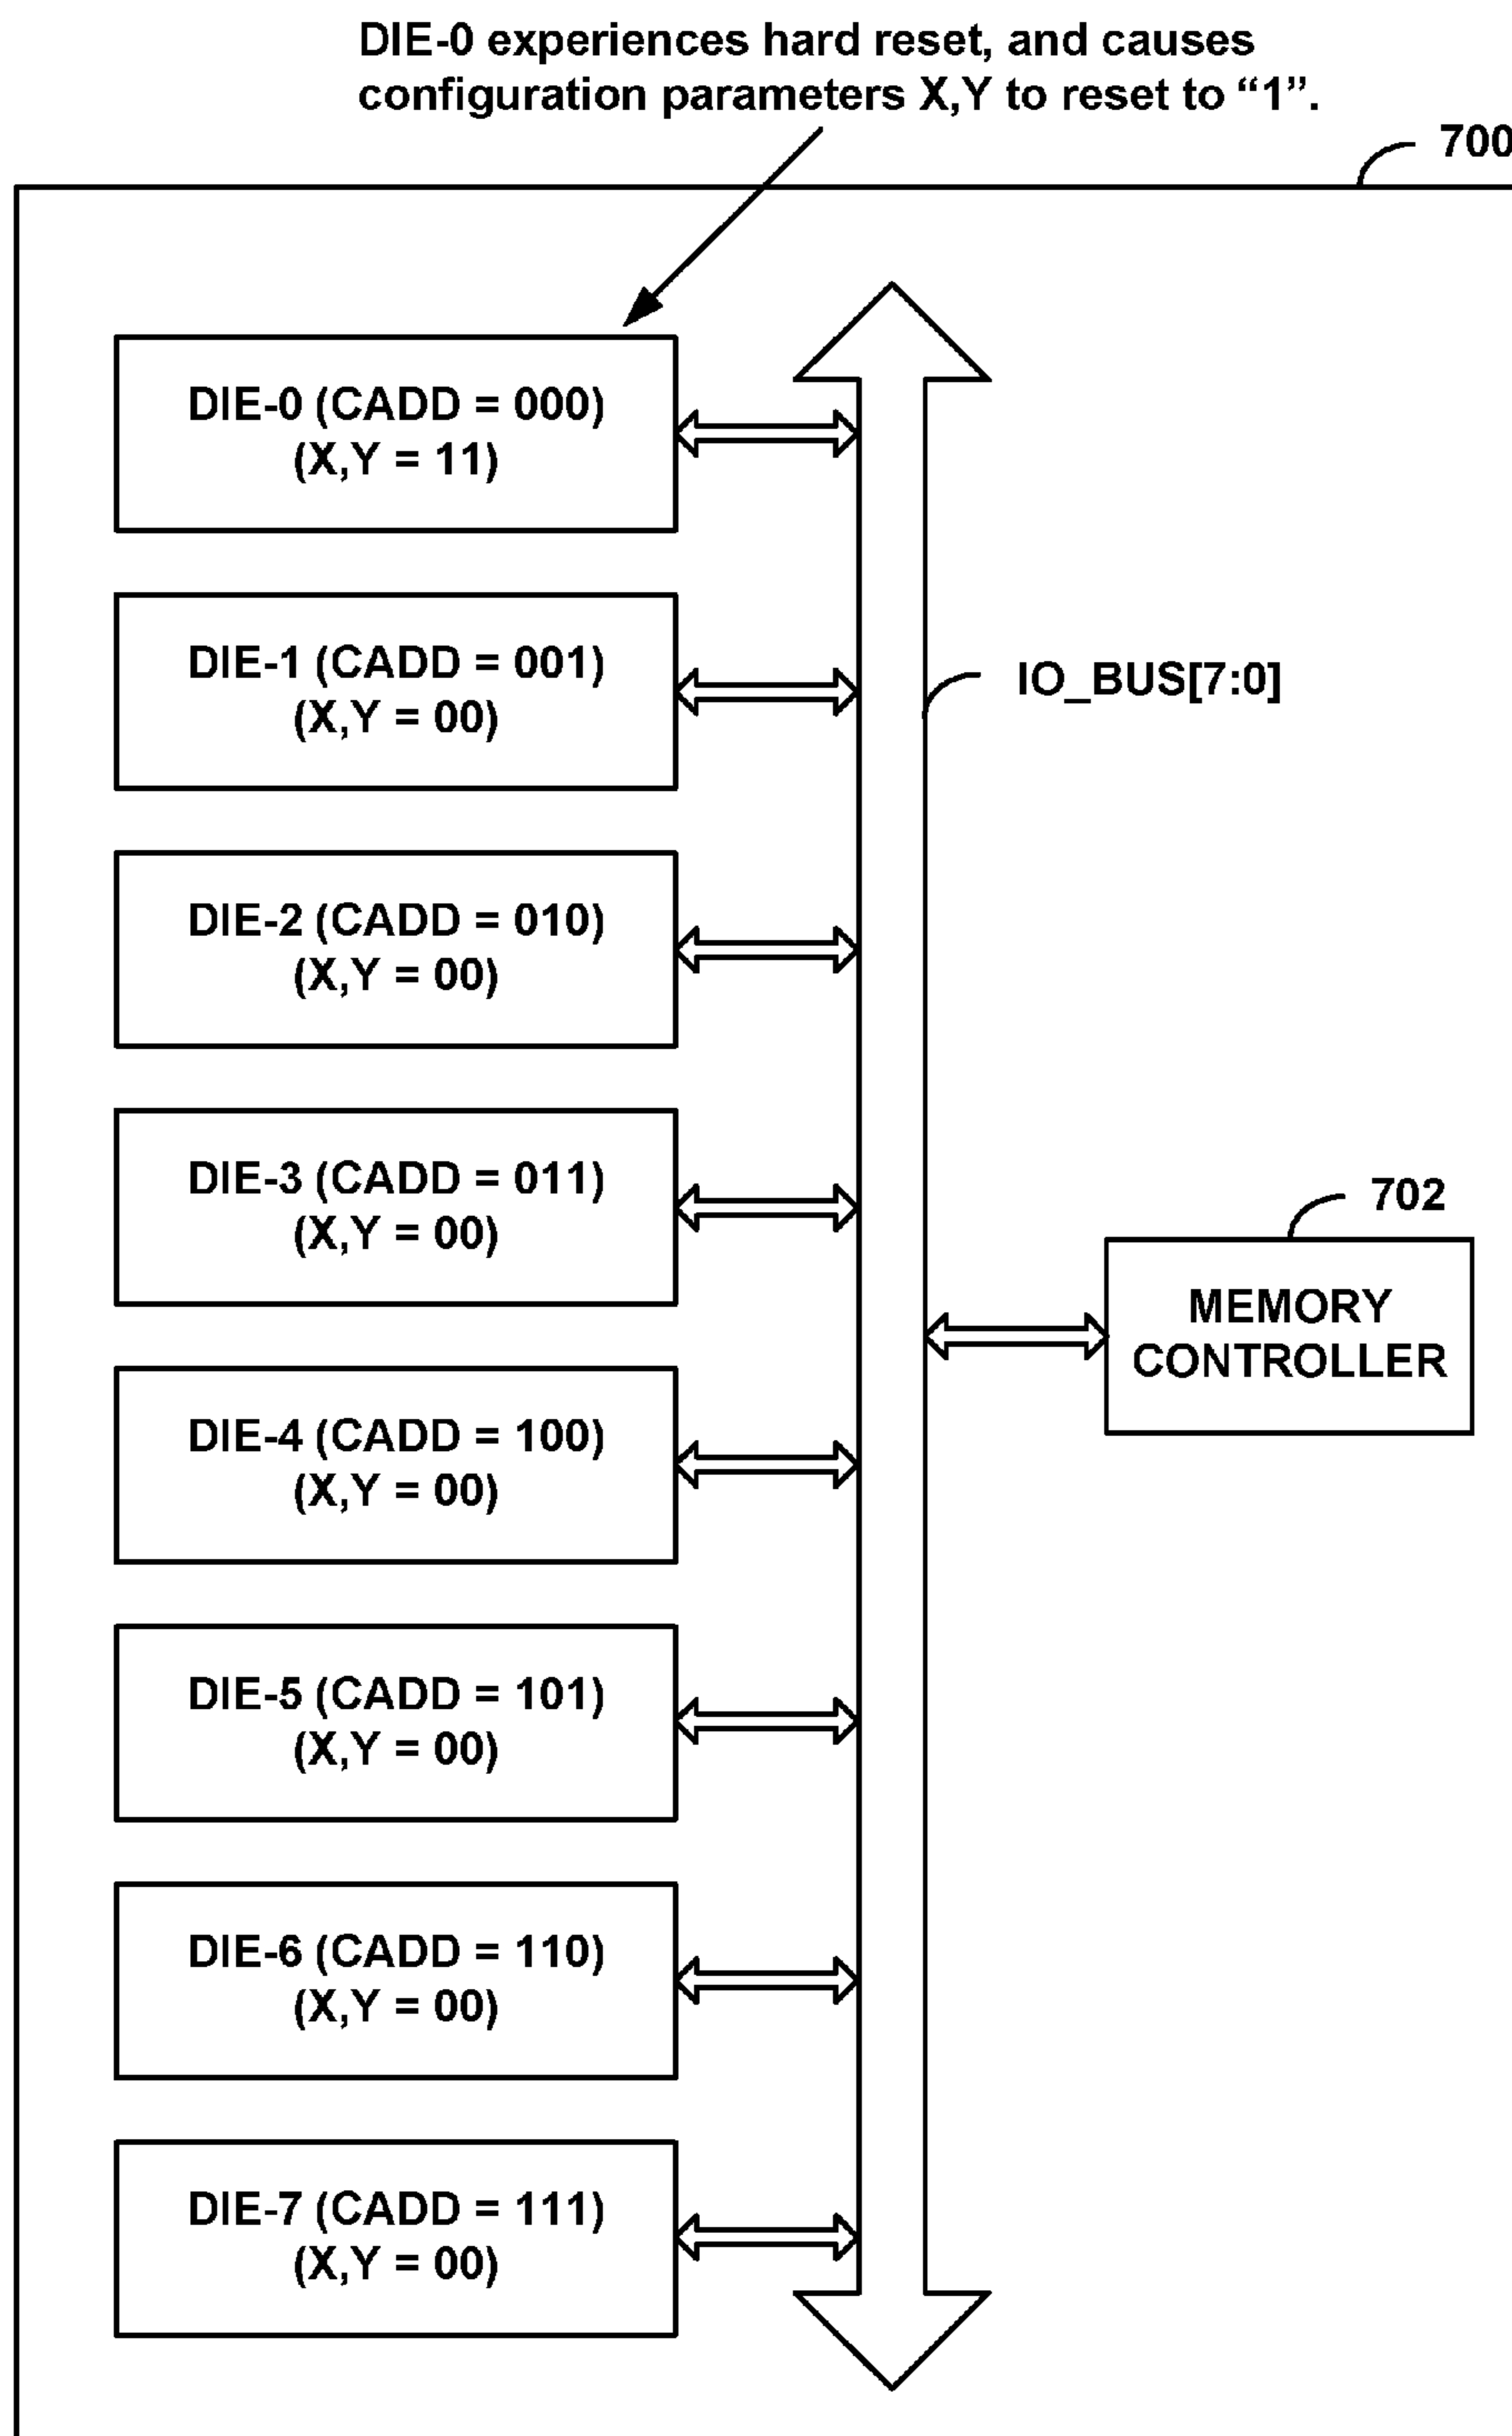 DIE-0 experiences hard reset, and causes
configuration parameters X,Y to reset to “1”.
700
DIE-0 (CADD = 000)
(X,Y = 11)
DIE-1 (CADD = 001)
(X,Y = 00)
IO_BUS[7:0]
DIE-2 (CADD = 010)
(X,Y = 00)
DIE-3 (CADD = 011)
(X,Y = 00)
702
MEMORY
CONTROLLER
DIE-4 (CADD = 100)
(X,Y = 00)
DIE-5 (CADD = 101)
(X,Y = 00)
DIE-6 (CADD = 110)
(X,Y = 00)
DIE-7 (CADD = 111)
(X,Y = 00)